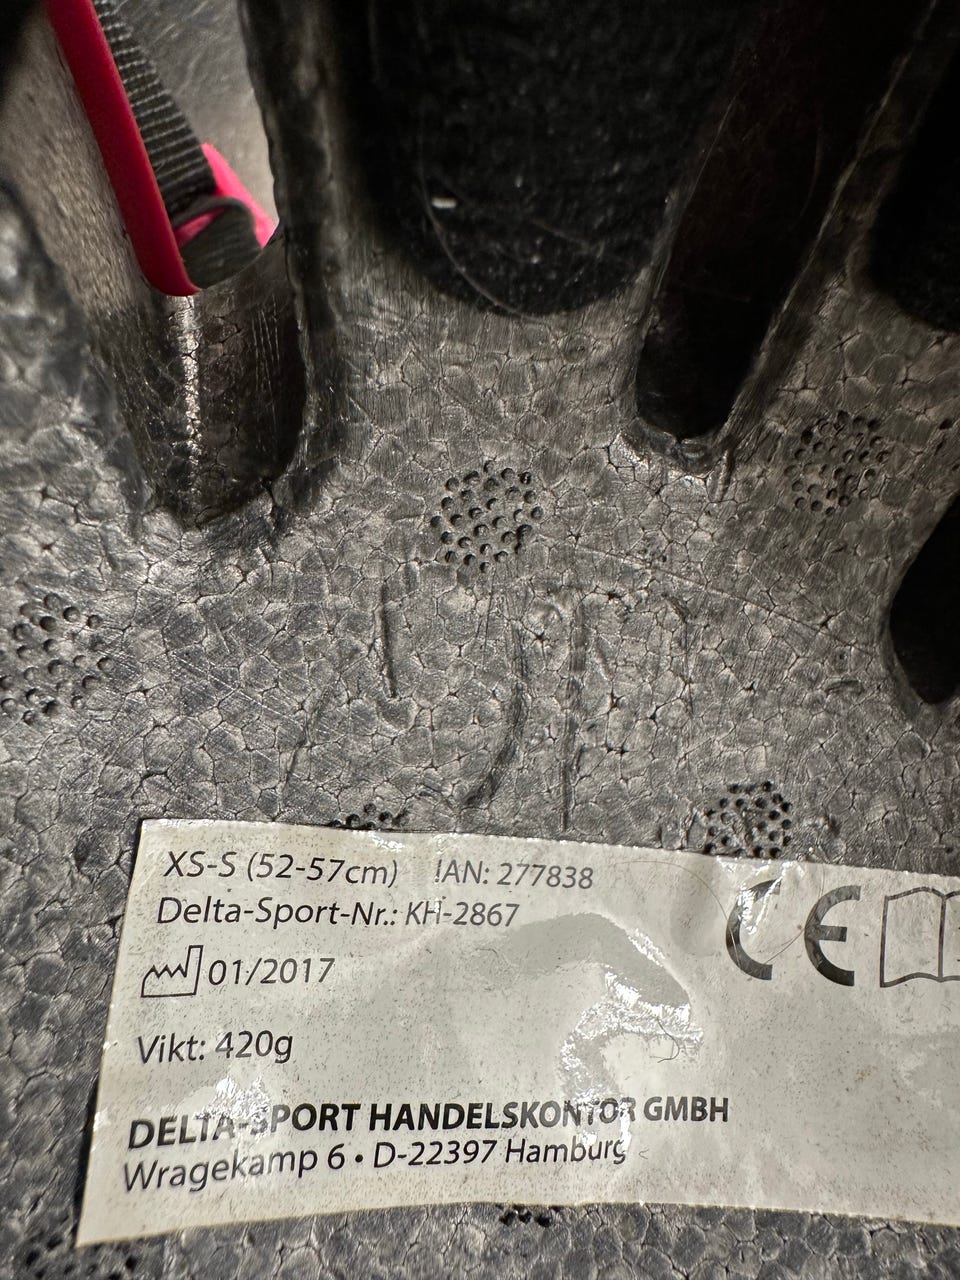 XS-S (52-57cm) IAN: 277838
Delta-Sport-Nr.: KH-2867
CE
01/2017
Vikt: 420g
DELTA-SPORT HANDELSKONTOR GMBH
Wragekamp 6 • D-22397 Hamburg